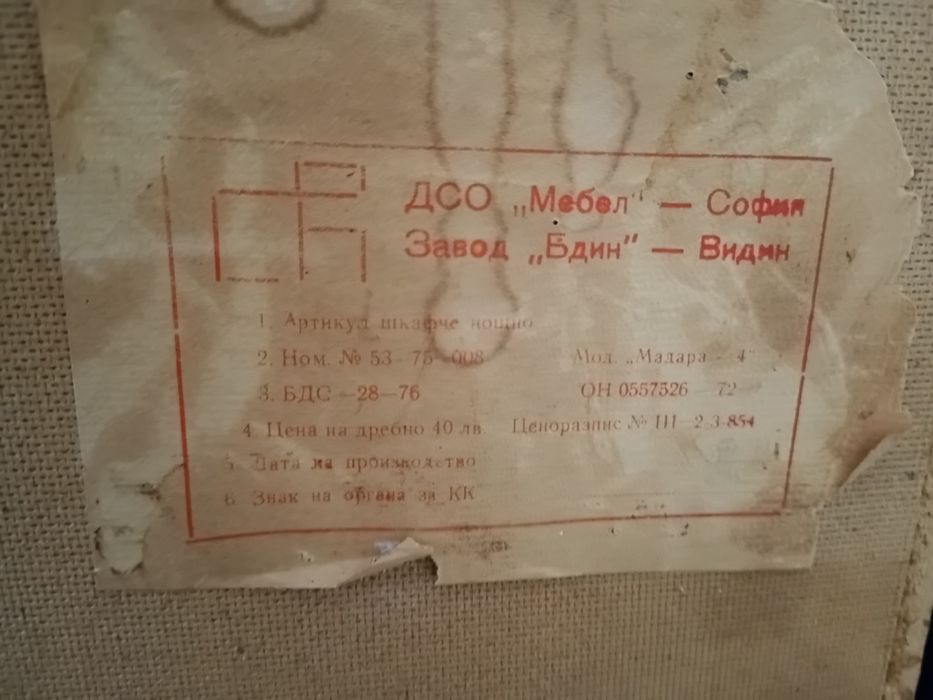 ДСО „Мебел“ — София
Завод „Бдин“ — Видин
1. Артикул шкафче нощно
2. Ном. № 53-75-008 Мод. „Мадара - 4“
3. БДС —28—76 ОН 0557526 72
4. Цена на дребно 40 лв. Ценоразпис № III—2-3-854
5. Дата на производство
6. Знак на органа за КК